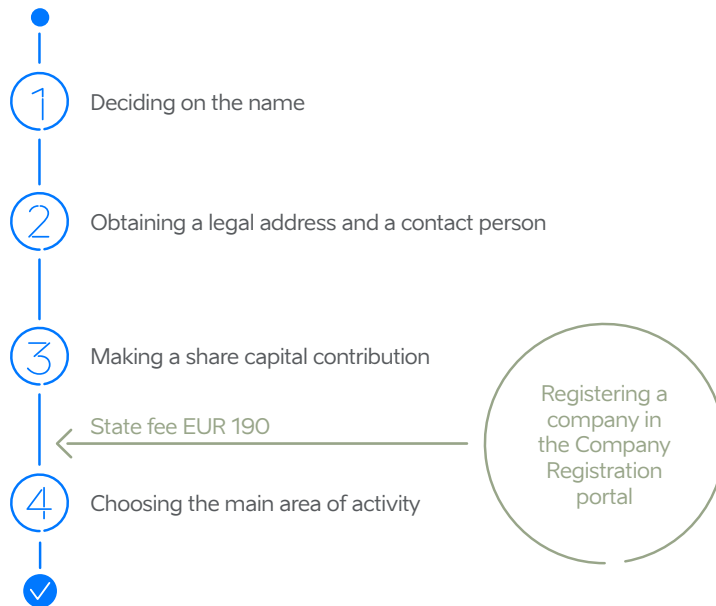 1
Deciding on the name
2
Obtaining a legal address and a contact person
3
Making a share capital contribution
State fee EUR 190
Registering a
company in
the Company
Registration
portal
4
Choosing the main area of activity